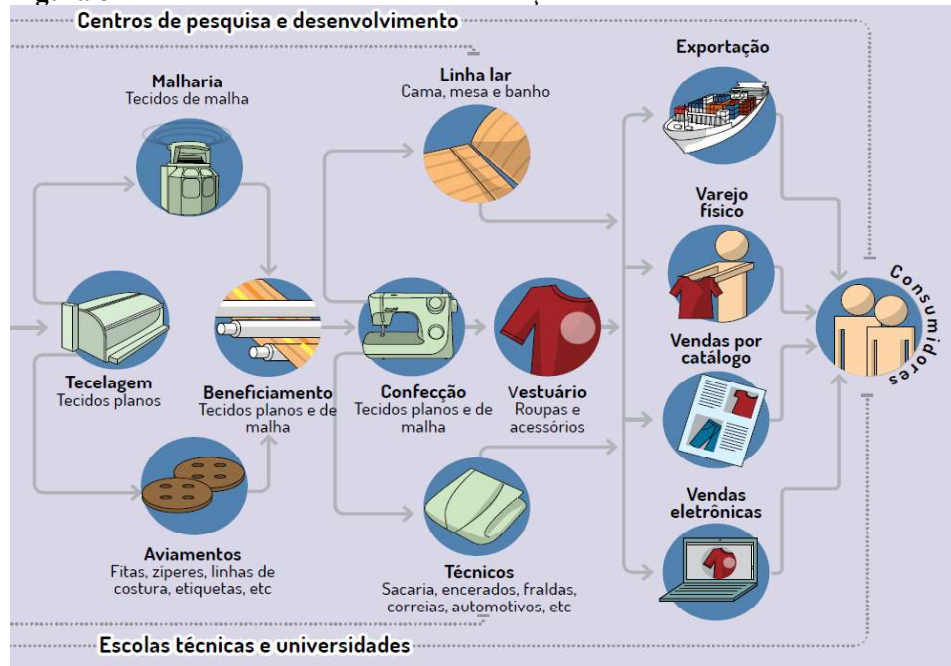 Centros de pesquisa e desenvolvimento
Malharia
Tecidos de malha
Linha lar
Cama, mesa e banho
Exportação
Varejo
físico
Tecelagem
Tecidos planos
Beneficiamento
Tecidos planos e de
malha
Confecção
Tecidos planos e de
malha
Vestuário
Roupas e
acessórios
Vendas por
catálogo
Consumidores
Aviamentos
Fitas, zíperes, linhas de
costura, etiquetas, etc
Técnicos
Sacaria, encerados, fraldas,
correias, automotivos, etc
Vendas
eletrônicas
Escolas técnicas e universidades